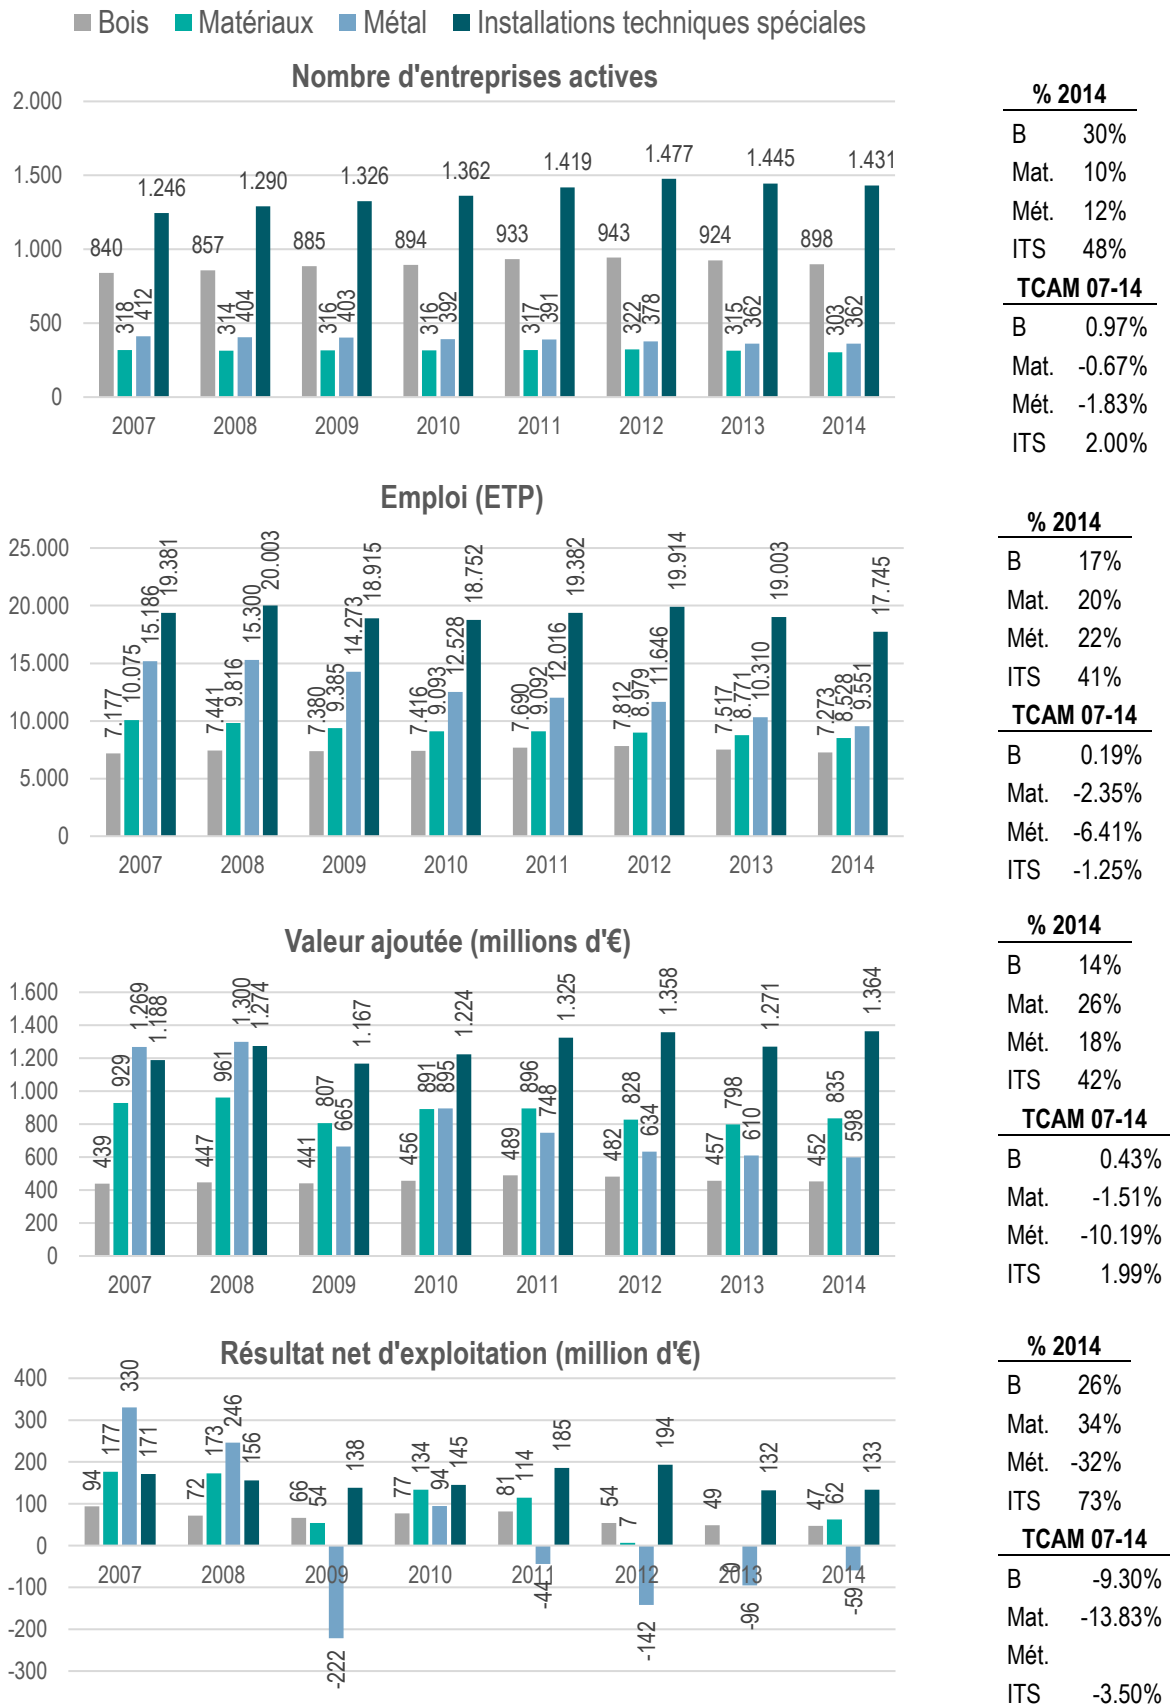 Bois Matériaux Métal Installations techniques spéciales
Nombre d'entreprises actives
2.000
1.500
1.000
500
0
840 318 412 1.246
857 314 404 1.290
885 316 403 1.326
894 316 392 1.362
933 317 391 1.419
943 322 378 1.477
924 315 362 1.445
898 303 362 1.431
2007 2008 2009 2010 2011 2012 2013 2014
% 2014
B 30%
Mat. 10%
Mét. 12%
ITS 48%
TCAM 07-14
B 0.97%
Mat. -0.67%
Mét. -1.83%
ITS 2.00%
Emploi (ETP)
25.000
20.000
15.000
10.000
5.000
0
7.177 10.075 15.186 19.381
7.441 9.816 15.300 20.003
7.380 9.385 14.273 18.915
7.416 9.093 12.528 18.752
7.690 9.092 12.016 19.382
7.812 8.979 11.646 19.914
7.517 8.771 10.310 19.003
7.273 8.528 9.551 17.745
2007 2008 2009 2010 2011 2012 2013 2014
% 2014
B 17%
Mat. 20%
Mét. 22%
ITS 41%
TCAM 07-14
B 0.19%
Mat. -2.35%
Mét. -6.41%
ITS -1.25%
Valeur ajoutée (millions d'€)
1.600
1.400
1.200
1.000
800
600
400
200
0
439 929 1.269 1.188
447 961 1.300 1.274
441 807 665 1.167
456 891 895 1.224
489 896 748 1.325
482 828 634 1.358
457 798 610 1.271
452 835 598 1.364
2007 2008 2009 2010 2011 2012 2013 2014
% 2014
B 14%
Mat. 26%
Mét. 18%
ITS 42%
TCAM 07-14
B 0.43%
Mat. -1.51%
Mét. -10.19%
ITS 1.99%
Résultat net d'exploitation (million d'€)
400
300
200
100
0
-100
-200
-300
94 177 330 171
72 173 246 156
66 54 -222 138
77 134 94 145
81 114 -44 185
54 7 -142 194
49 0 -96 132
47 62 -59 133
2007 2008 2009 2010 2011 2012 2013 2014
% 2014
B 26%
Mat. 34%
Mét. -32%
ITS 73%
TCAM 07-14
B -9.30%
Mat. -13.83%
Mét.
ITS -3.50%